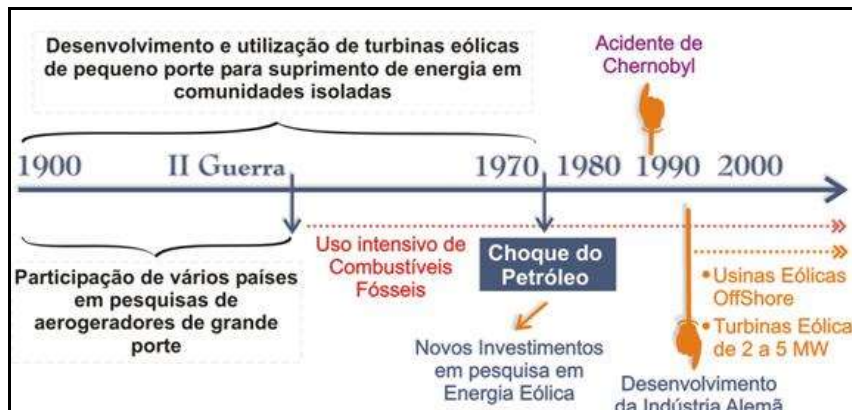 Desenvolvimento e utilização de turbinas eólicas
de pequeno porte para suprimento de energia em
comunidades isoladas
Acidente de
Chernobyl
1900 II Guerra 1970 1980 1990 2000
Participação de vários países
em pesquisas de
aerogeradores de grande
porte
Uso intensivo de
Combustíveis
Fósseis
Choque do
Petróleo
Novos Investimentos
em pesquisa em
Energia Eólica
• Usinas Eólicas
OffShore
• Turbinas Eólica
de 2 a 5 MW
Desenvolvimento
da Indústria Alemã